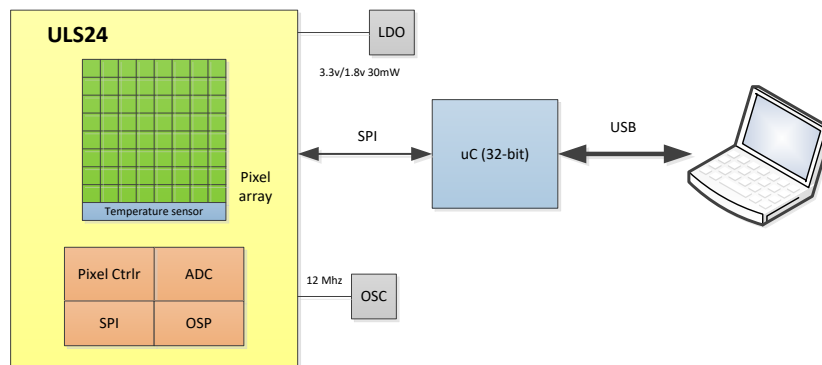 ULS24
LDO
3.3v/1.8v 30mW
SPI
uC (32-bit)
USB
Pixel
array
Temperature sensor
Pixel Ctrlr
ADC
SPI
OSP
12 Mhz
OSC